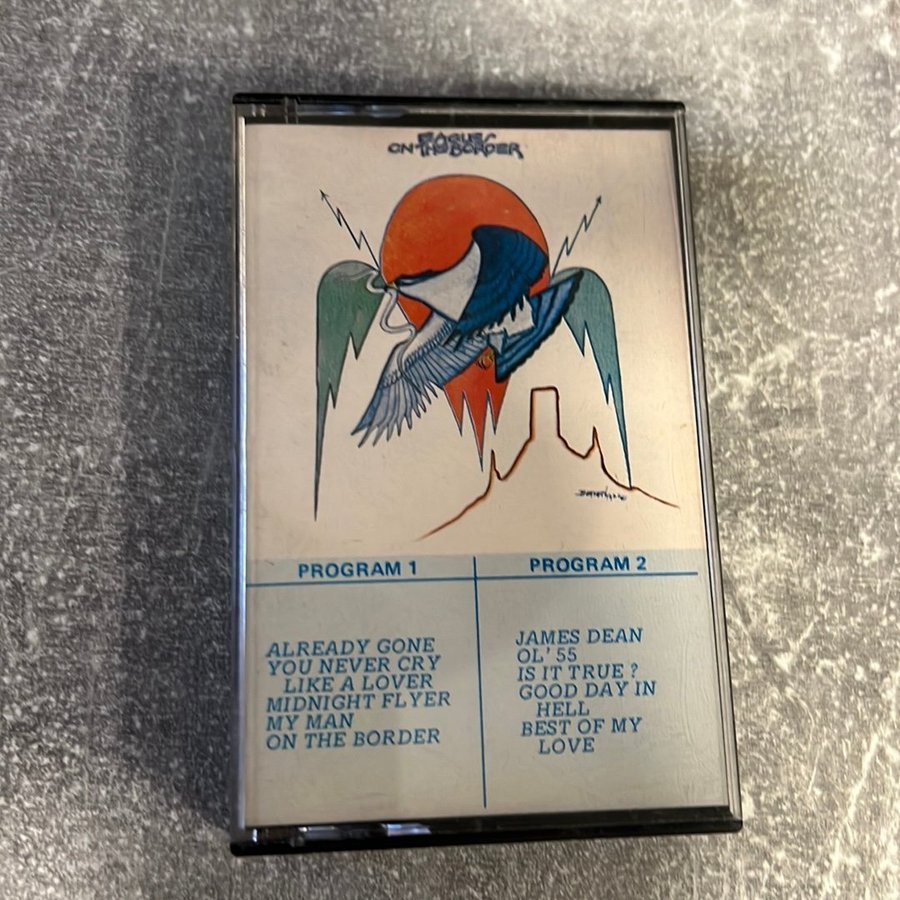 EAGLES
ON THE BORDER
PROGRAM 1
ALREADY GONE
YOU NEVER CRY
LIKE A LOVER
MIDNIGHT FLYER
MY MAN
ON THE BORDER
PROGRAM 2
JAMES DEAN
OL' 55
IS IT TRUE ?
GOOD DAY IN
HELL
BEST OF MY
LOVE